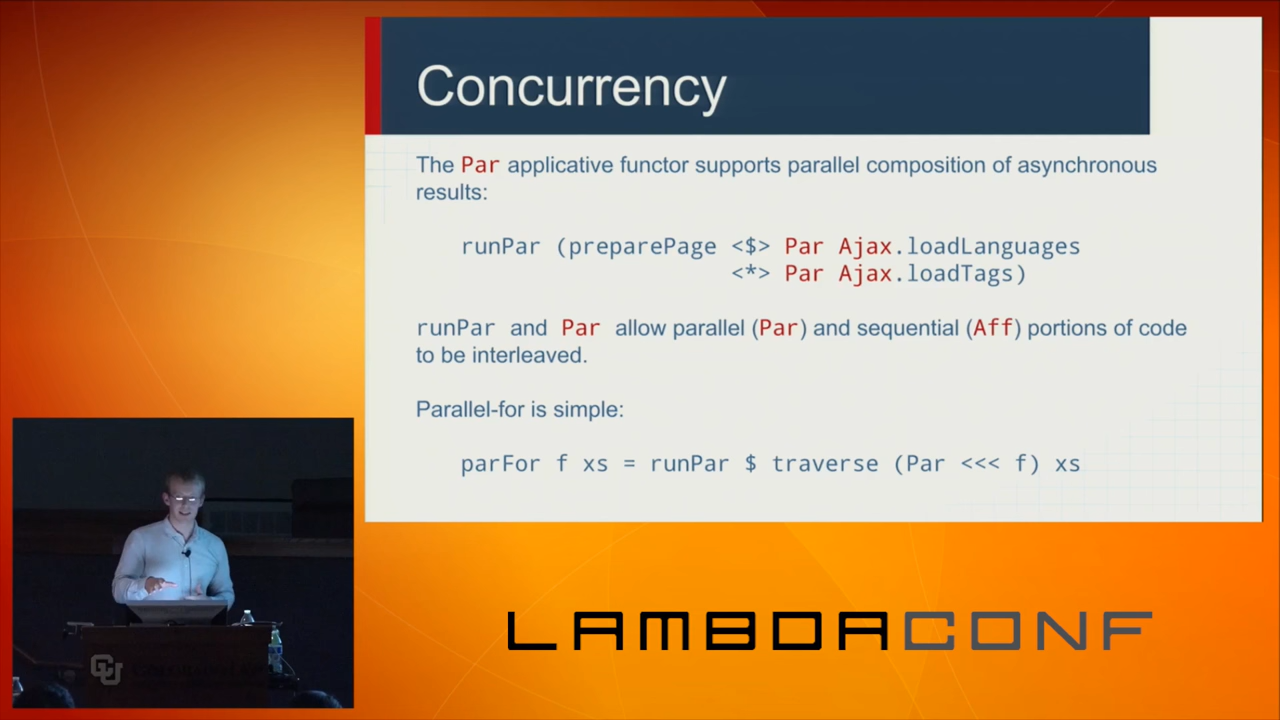 Concurrency
The Par applicative functor supports parallel composition of asynchronous
results:
runPar (preparePage <$> Par Ajax.loadLanguages
<*> Par Ajax.loadTags)
runPar and Par allow parallel (Par) and sequential (Aff) portions of code
to be interleaved.
Parallel-for is simple:
parFor f xs = runPar $ traverse (Par <<< f) xs
LAMBDACONF
CU